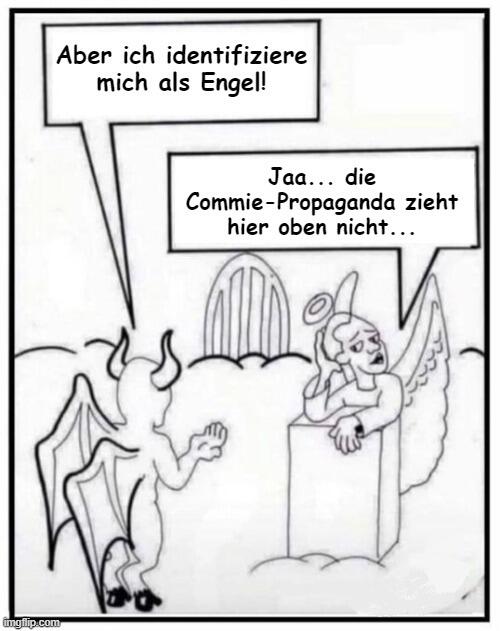 Aber ich identifiziere
mich als Engel!
Jaa... die
Commie-Propaganda zieht
hier oben nicht...
imgflip.com